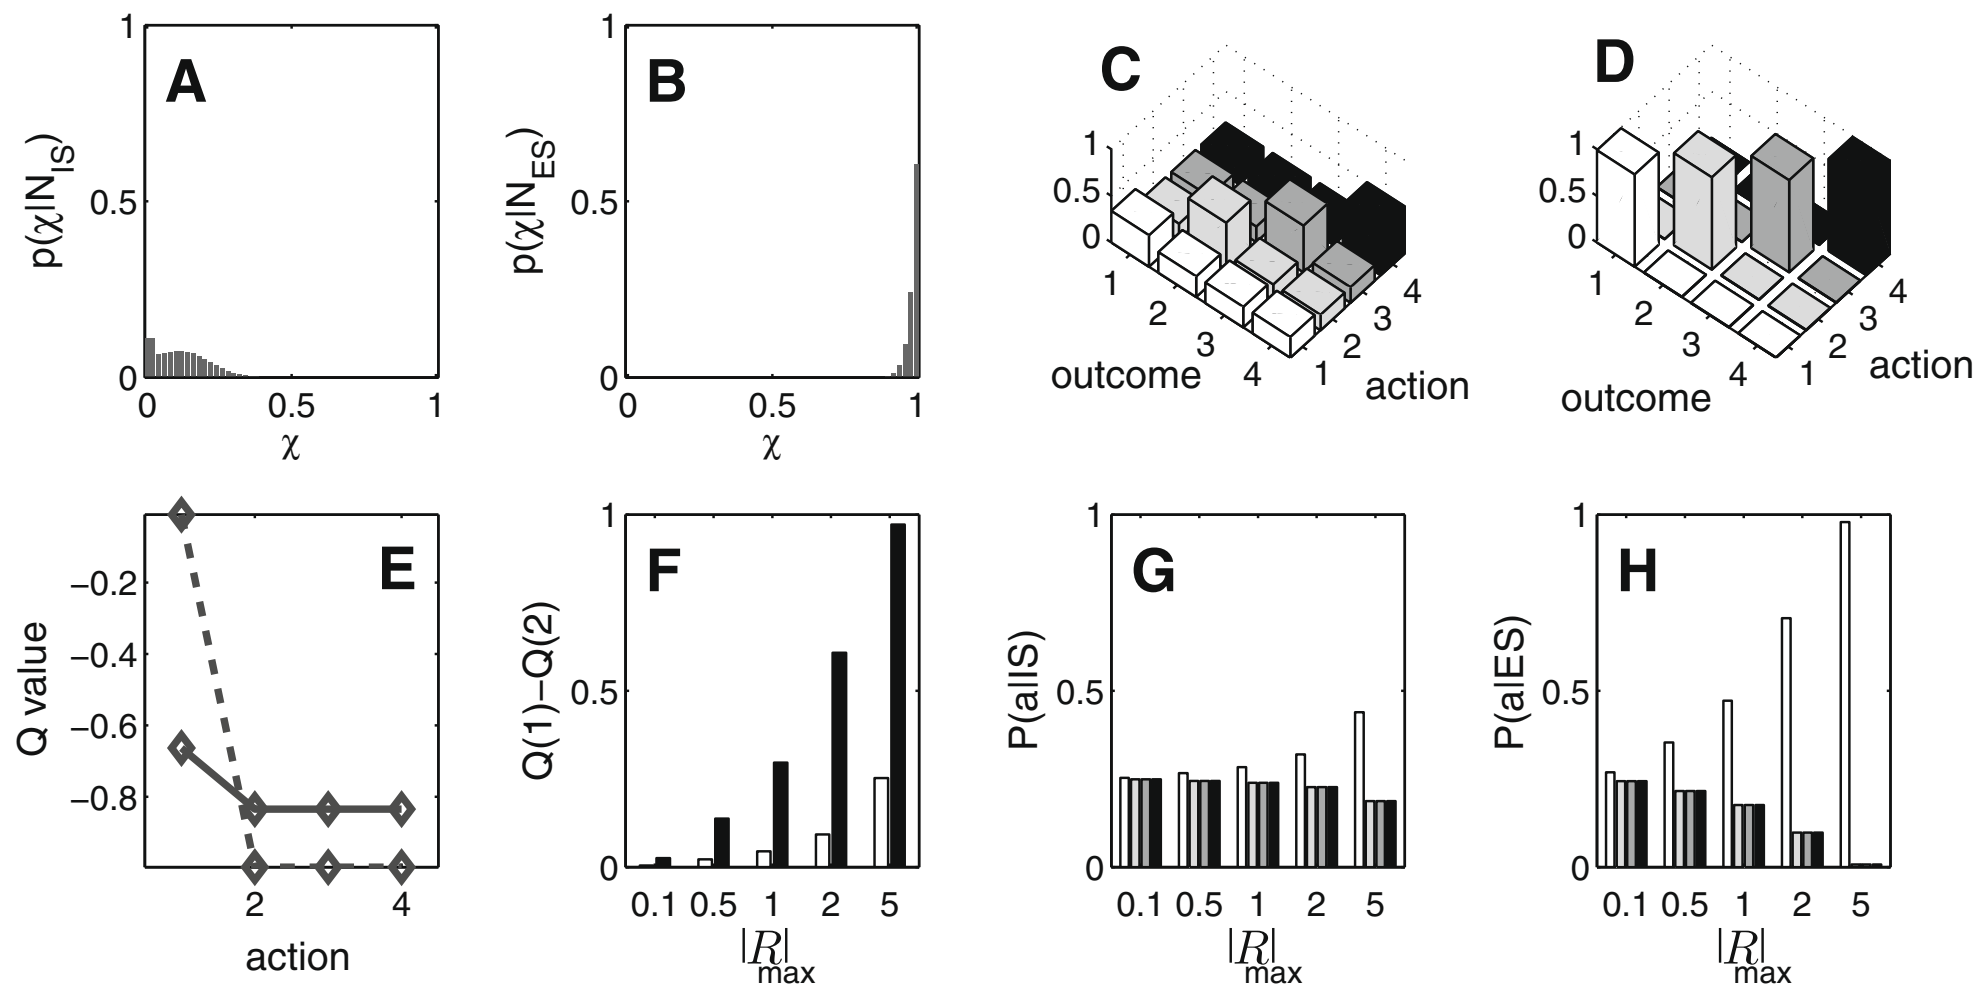 A
1
0.5
0
0
0.5
1
p(χ|N_IS)
χ
B
1
0.5
0
0
0.5
1
p(χ|N_ES)
χ
C
1
0.5
0
1
2
3
4
outcome
1
2
3
4
action
D
1
0.5
0
1
2
3
4
outcome
1
2
3
4
action
E
−0.2
−0.4
−0.6
−0.8
2
4
Q value
action
F
1
0.5
0
0.1 0.5 1 2 5
Q(1)−Q(2)
|R|max
G
1
0.5
0
0.1 0.5 1 2 5
P(a|IS)
|R|max
H
1
0.5
0
0.1 0.5 1 2 5
P(a|ES)
|R|max